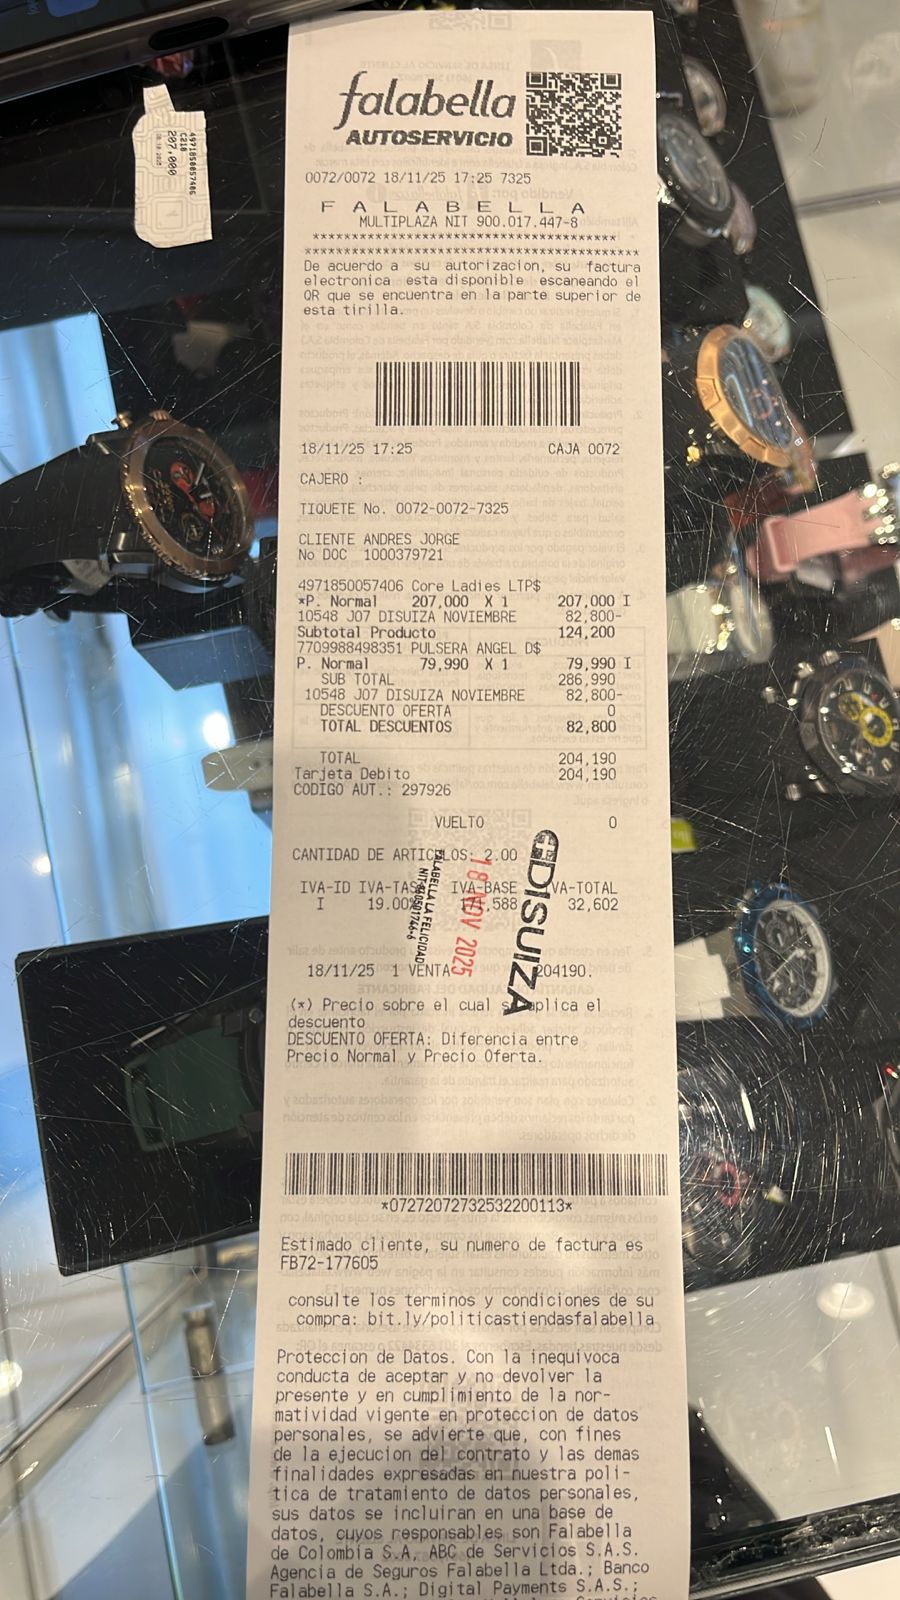 4971850057406
C218
207,000
falabella
AUTOSERVICIO
0072/0072 18/11/25 17:25 7325
FALABELLA
MULTIPLAZA NIT 900.017.447-8
De acuerdo a su autorizacion, su factura
electronica esta disponible escaneando el
QR que se encuentra en la parte superior de
esta tirilla.
18/11/25 17:25 CAJA 0072
CAJERO :
TIQUETE No. 0072-0072-7325
CLIENTE ANDRES JORGE
No DOC 1000379721
4971850057406 Core Ladies LTP$
*P. Normal 207,000 X 1 207,000 I
10548 J07 DISUIZA NOVIEMBRE 82,800-
Subtotal Producto 124,200
7709988498351 PULSERA ANGEL D$
P. Normal 79,990 X 1 79,990 I
SUB TOTAL 286,990
10548 J07 DISUIZA NOVIEMBRE 82,800-
DESCUENTO OFERTA 0
TOTAL DESCUENTOS 82,800
TOTAL 204,190
Tarjeta Debito 204,190
CODIGO AUT.: 297926
VUELTO 0
CANTIDAD DE ARTICULOS: 2.00
IVA-ID IVA-TASA IVA-BASE IVA-TOTAL
I 19.00% 171,588 32,602
FALABELLA LA FELICIDAD
18 NOV 2025
DISUIZA
18/11/25 1 VENTA 204190.
(*) Precio sobre el cual se aplica el
descuento
DESCUENTO OFERTA: Diferencia entre
Precio Normal y Precio Oferta.
*07272072732532200113*
Estimado cliente, su numero de factura es
FB72-177605
consulte los terminos y condiciones de su
compra: bit.ly/politicastiendasfalabella
Proteccion de Datos. Con la inequivoca
conducta de aceptar y no devolver la
presente y en cumplimiento de la nor-
matividad vigente en proteccion de datos
personales, se advierte que, con fines
de la ejecucion del contrato y las demas
finalidades expresadas en nuestra poli-
tica de tratamiento de datos personales,
sus datos se incluiran en una base de
datos, cuyos responsables son Falabella
de Colombia S.A, ABC de Servicios S.A.S.
Agencia de Seguros Falabella Ltda.; Banco
Falabella S.A.; Digital Payments S.A.S.;